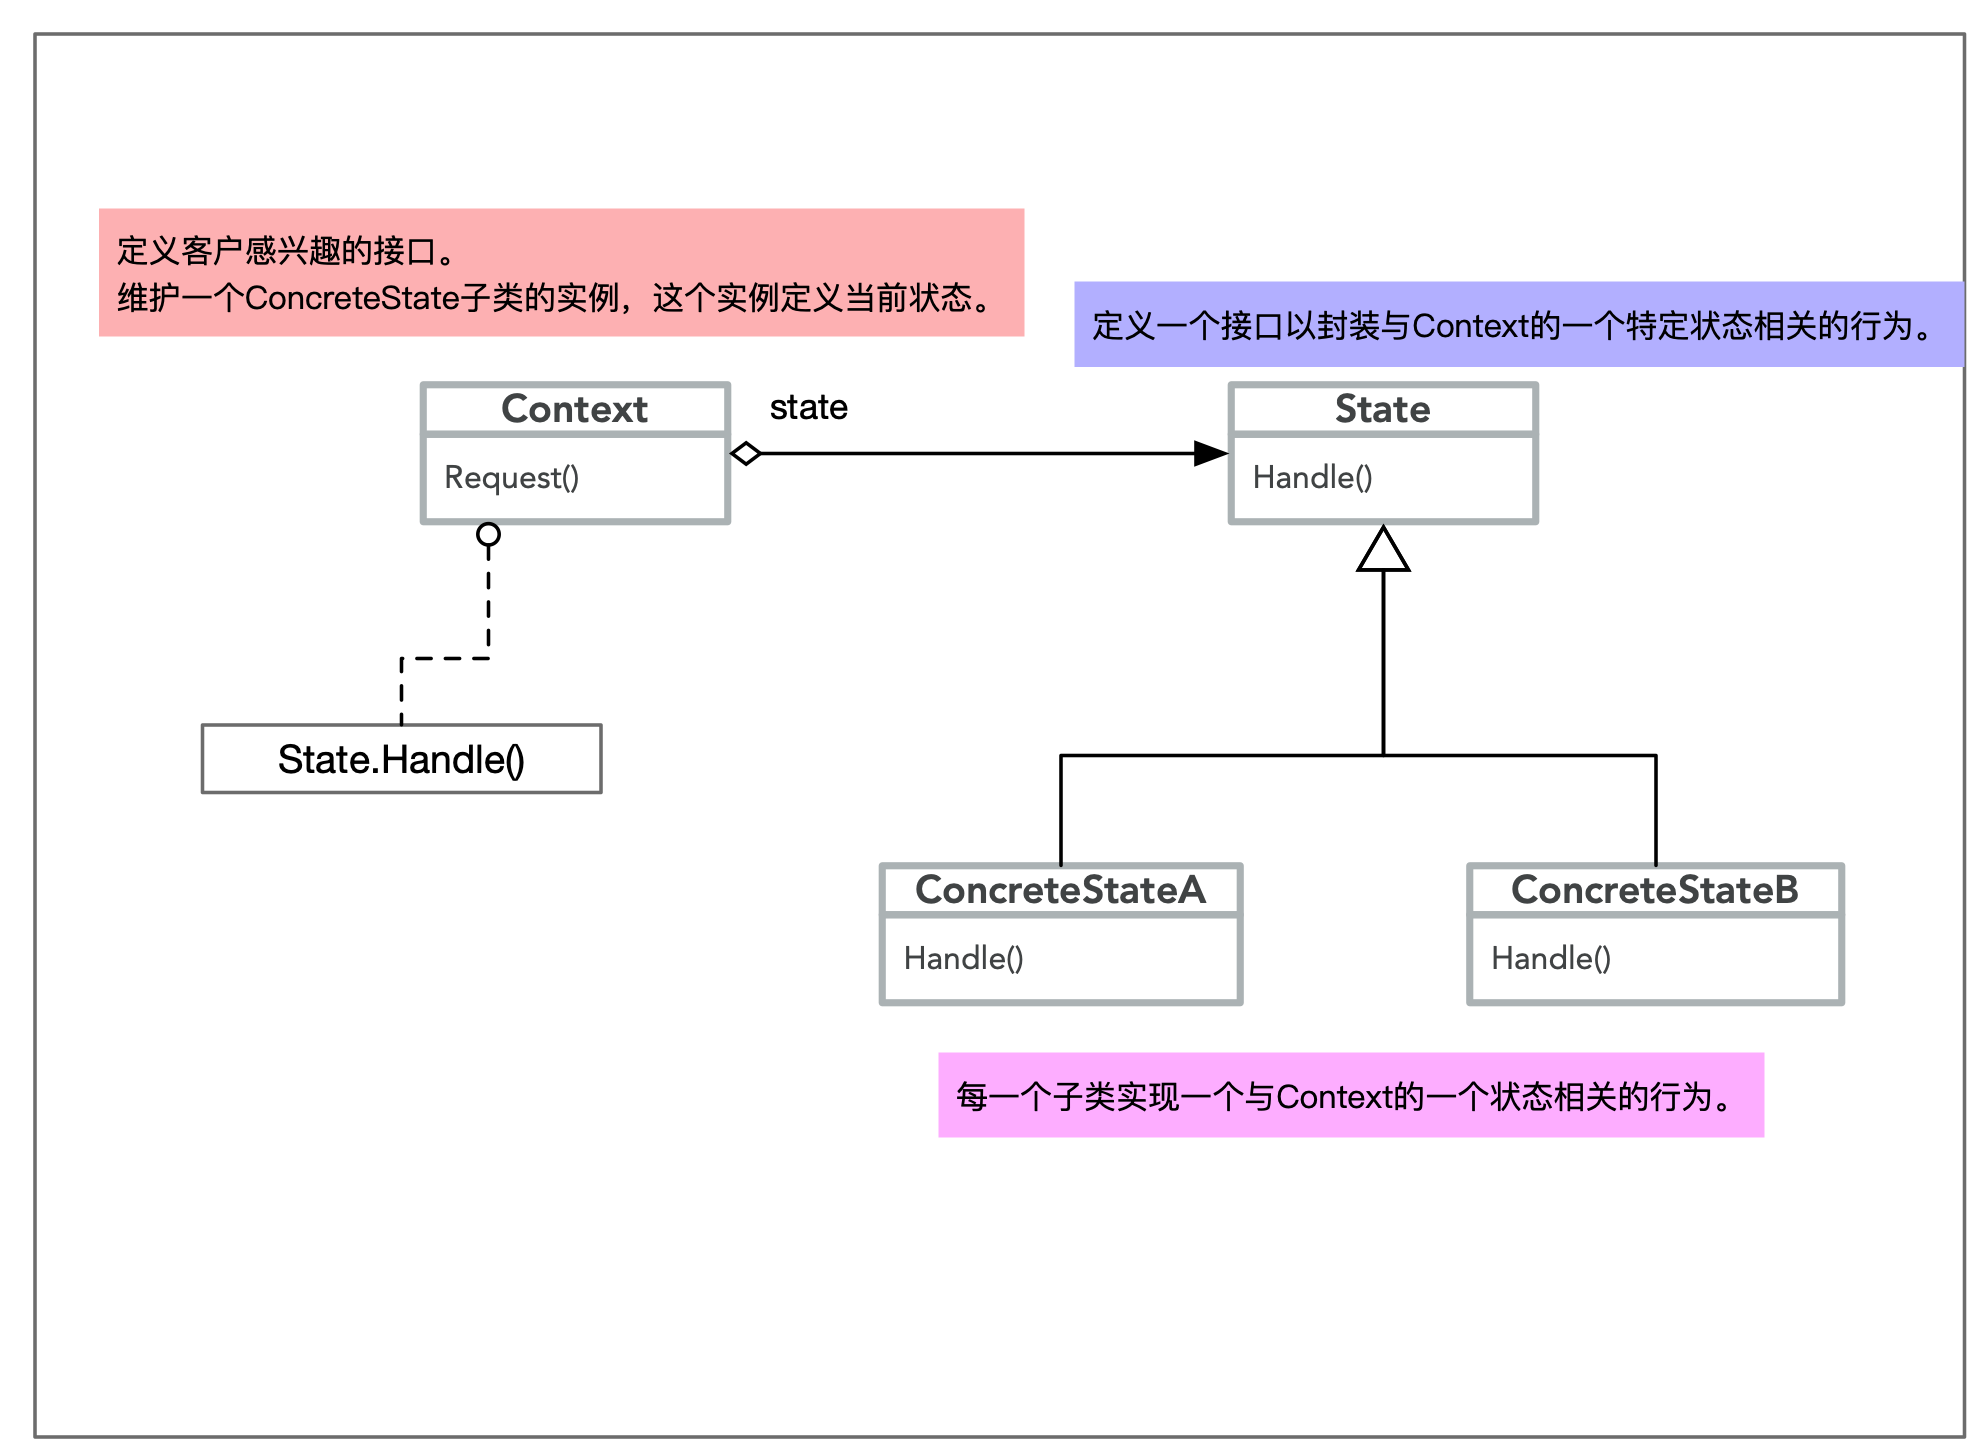 定义客户感兴趣的接口。
维护一个ConcreteState子类的实例，这个实例定义当前状态。
定义一个接口以封装与Context的一个特定状态相关的行为。
Context
state
State
Request()
Handle()
State.Handle()
ConcreteStateA
ConcreteStateB
Handle()
Handle()
每一个子类实现一个与Context的一个状态相关的行为。